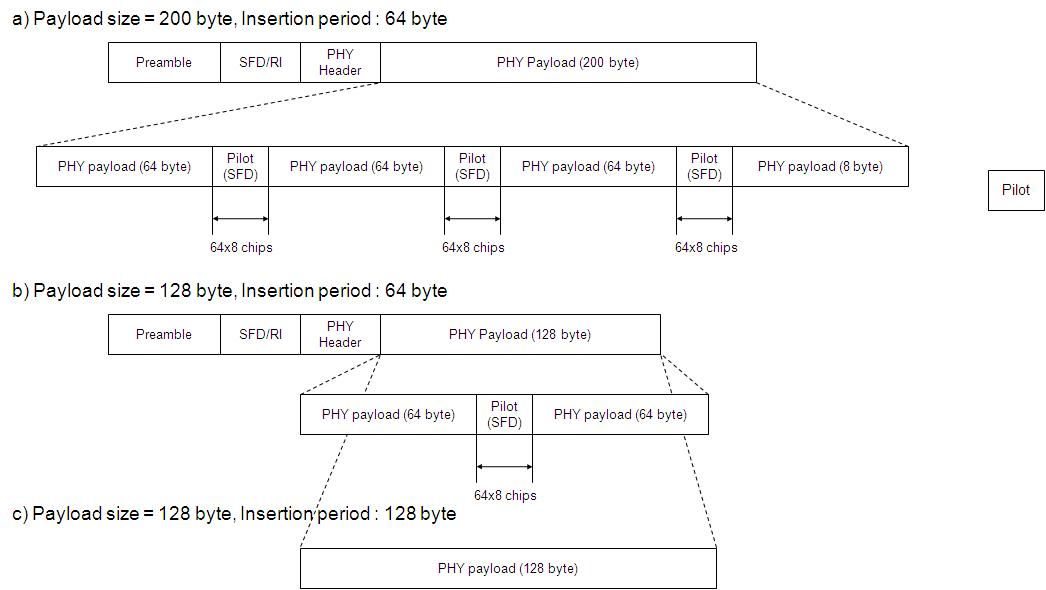 a) Payload size = 200 byte, Insertion period : 64 byte
Preamble
SFD/RI
PHY
Header
PHY Payload (200 byte)
PHY payload (64 byte)
Pilot
(SFD)
PHY payload (64 byte)
Pilot
(SFD)
PHY payload (64 byte)
Pilot
(SFD)
PHY payload (8 byte)
Pilot
64x8 chips
64x8 chips
64x8 chips
b) Payload size = 128 byte, Insertion period : 64 byte
Preamble
SFD/RI
PHY
Header
PHY Payload (128 byte)
PHY payload (64 byte)
Pilot
(SFD)
PHY payload (64 byte)
64x8 chips
c) Payload size = 128 byte, Insertion period : 128 byte
PHY payload (128 byte)